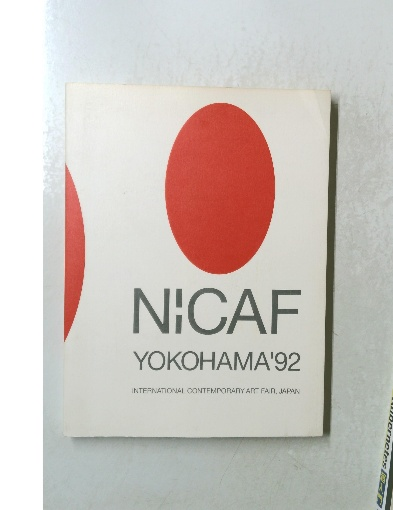 NiCAF
YOKOHAMA'92
INTERNATIONAL CONTEMPORARY ART FAIR, JAPAN